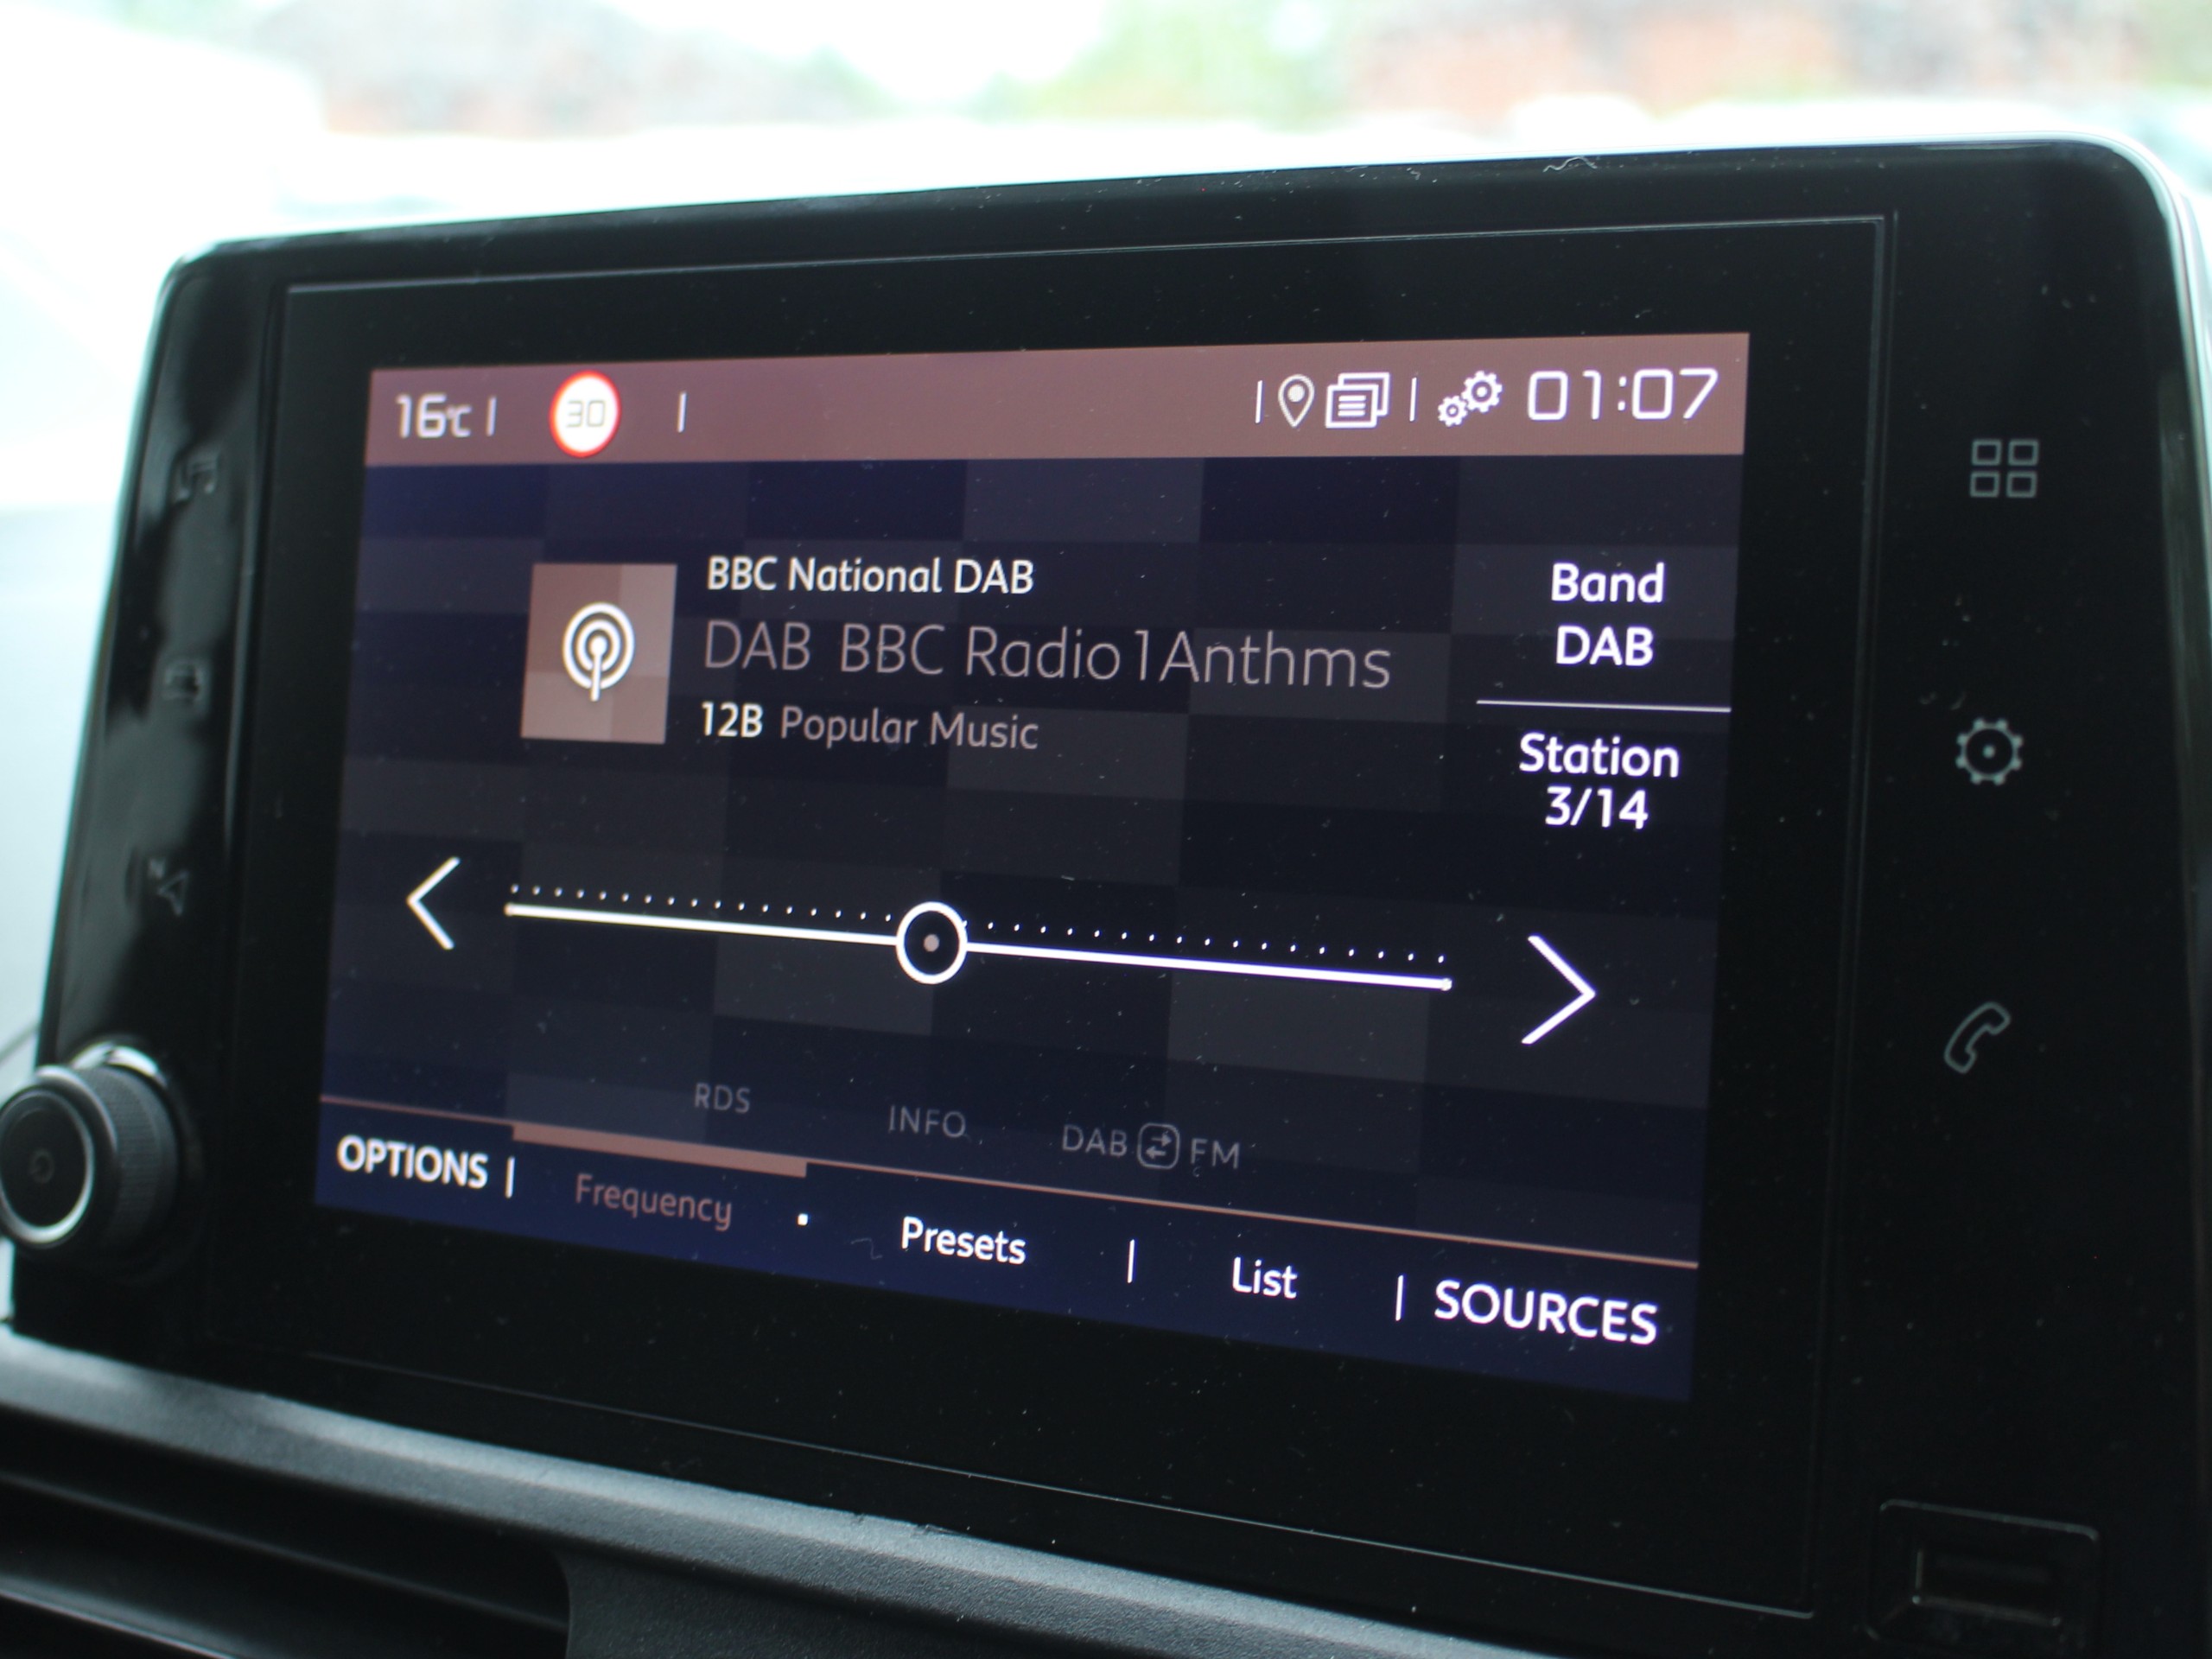 16°C | 30 | | | 01:07
BBC National DAB
DAB BBC Radio1Anthms
12B Popular Music
Band
DAB
Station
3/14
RDS INFO DAB FM
OPTIONS | Frequency · Presets | List | SOURCES